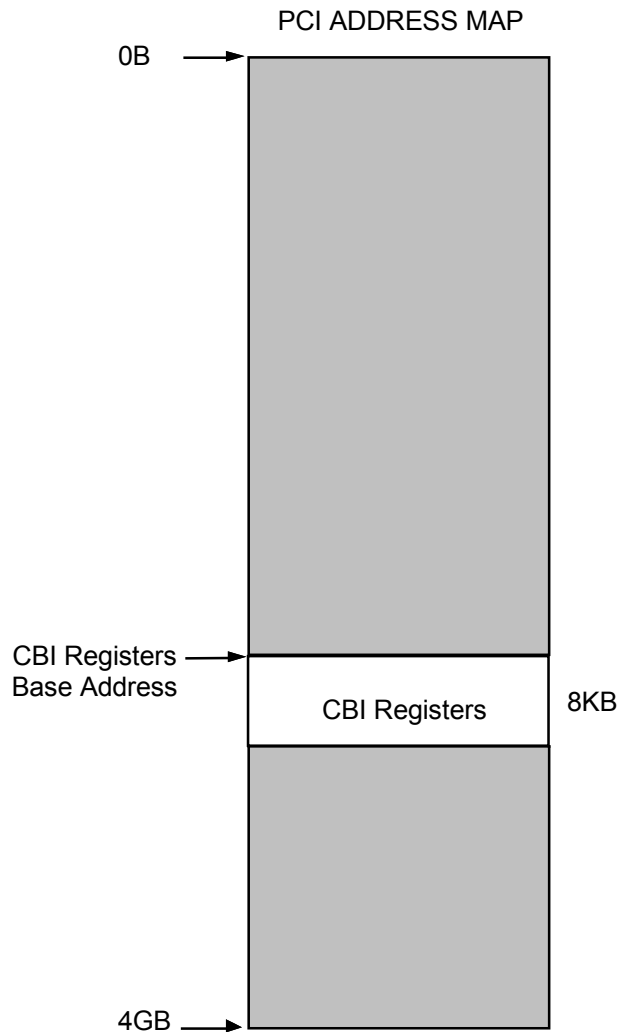 PCI ADDRESS MAP
0B
CBI Registers
Base Address
CBI Registers
8KB
4GB